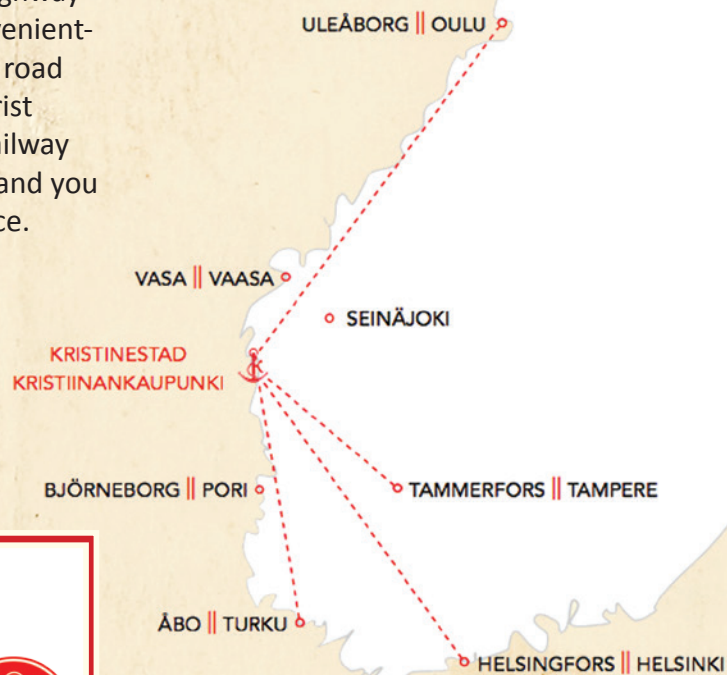 venient-
road
rist
ilway
and you
ce.
ULEÅBORG || OULU
VASA || VAASA
SEINÄJOKI
KRISTINESTAD
KRISTIINANKAUPUNKI
BJÖRNEBORG || PORI
TAMMERFORS || TAMPERE
ÅBO || TURKU
HELSINGFORS || HELSINKI